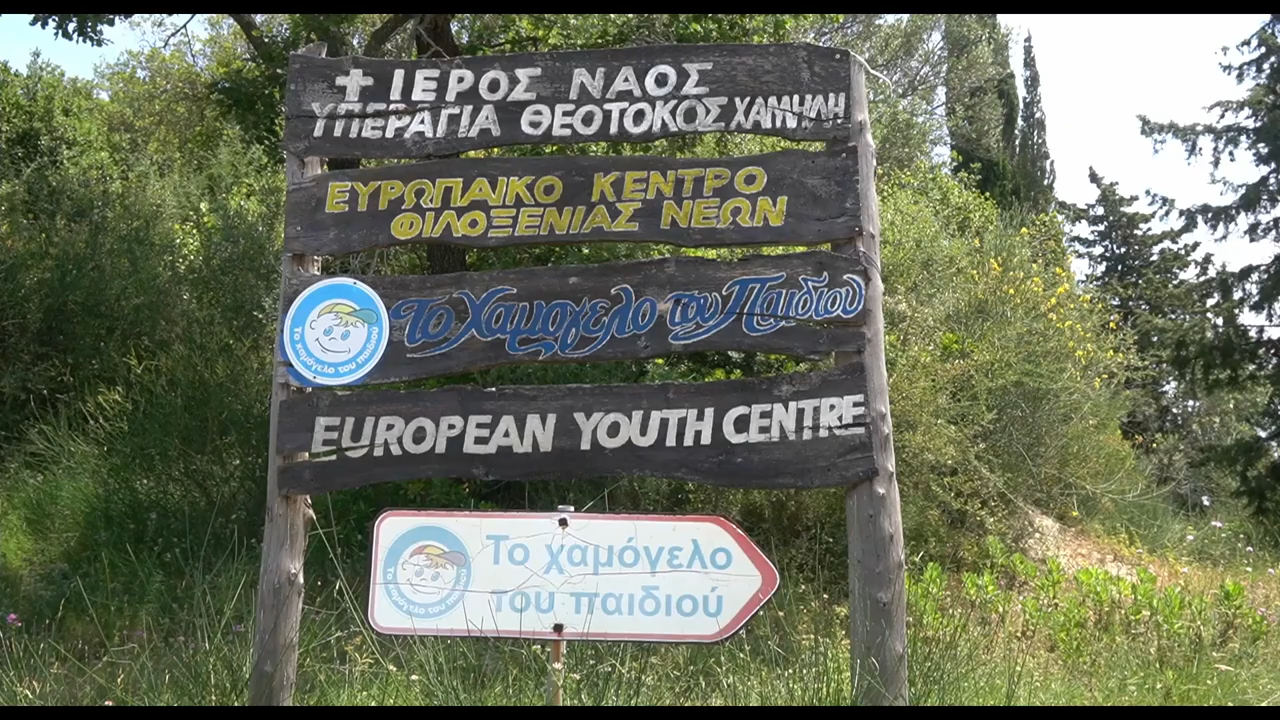 ✝ ΙΕΡΟΣ ΝΑΟΣ
ΥΠΕΡΑΓΙΑ ΘΕΟΤΟΚΟΣ ΧΑΜΗΛΗ
ΕΥΡΩΠΑΙΚΟ ΚΕΝΤΡΟ
ΦΙΛΟΞΕΝΙΑΣ ΝΕΩΝ
Το χαμόγελο του παιδιού
Το Χαμογελο του Παιδιου
EUROPEAN YOUTH CENTRE
Το χαμόγελο του παιδιού
Το χαμόγελο
του παιδιού